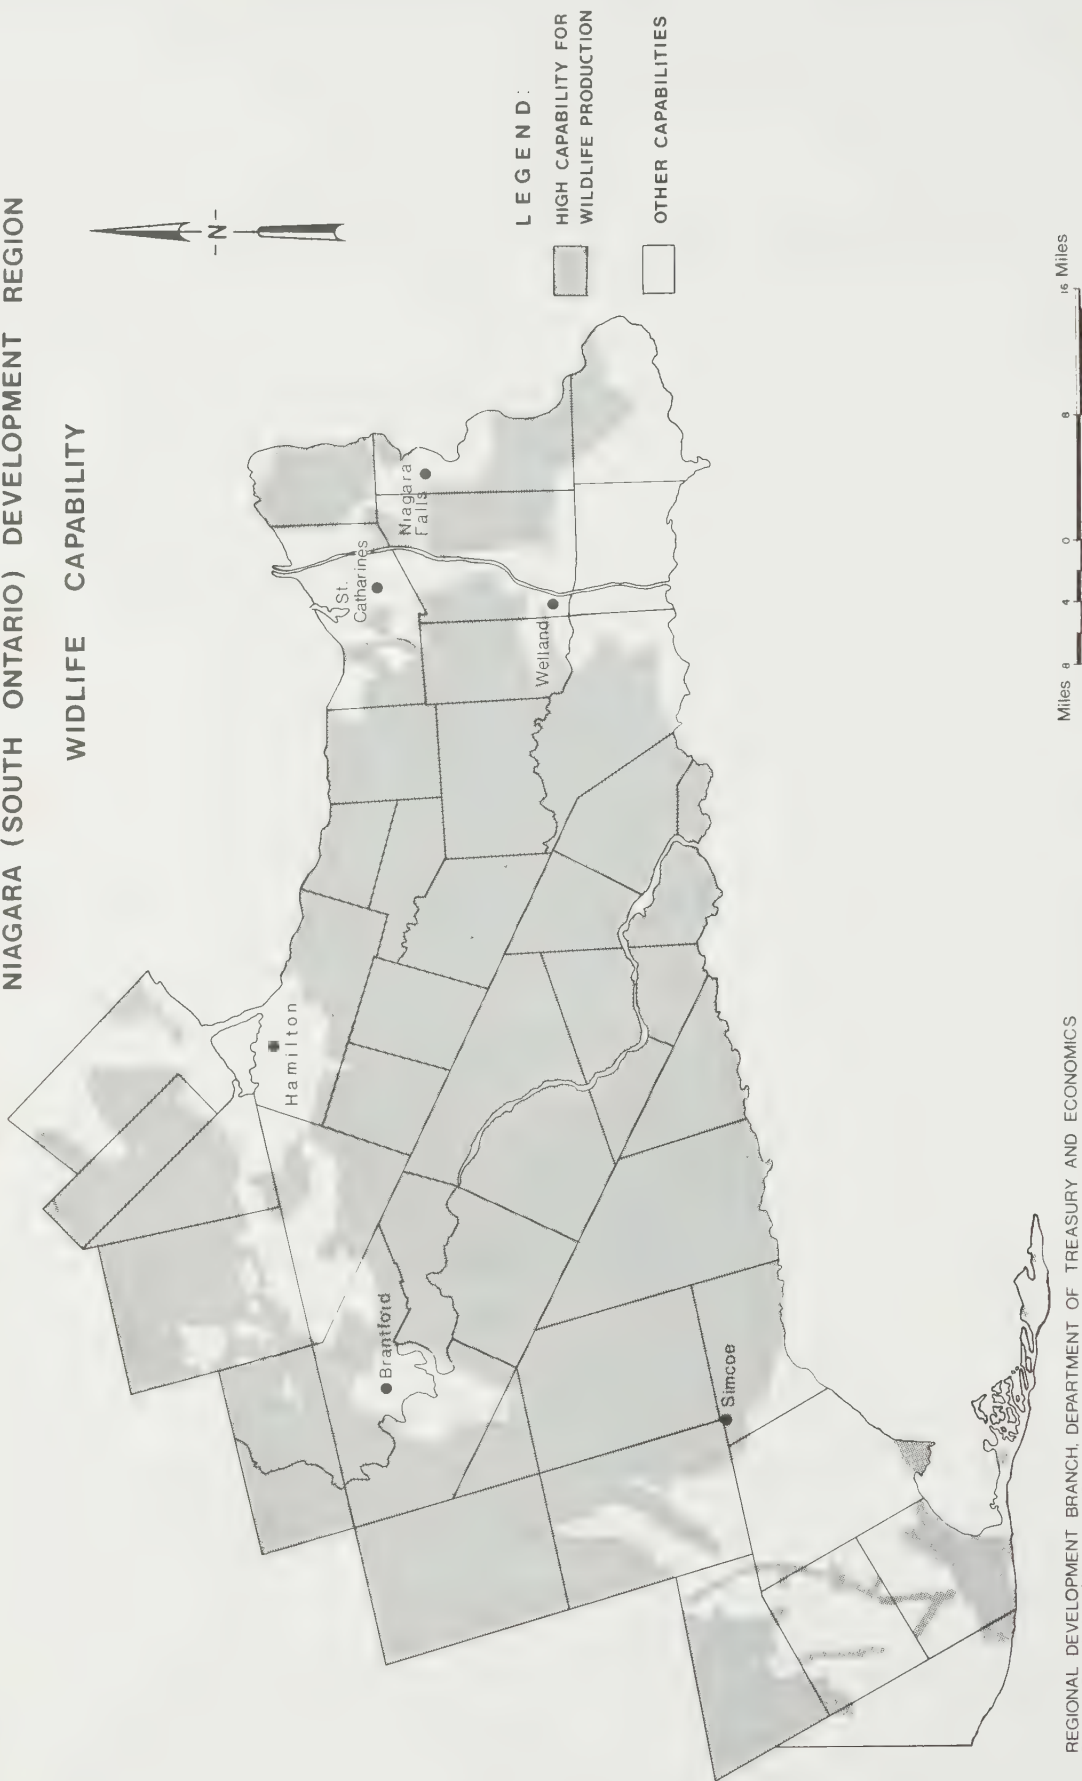 NIAGARA (SOUTH ONTARIO) DEVELOPMENT REGION
WIDLIFE CAPABILITY
-N-
LEGEND:
HIGH CAPABILITY FOR
WILDLIFE PRODUCTION
OTHER CAPABILITIES
Hamilton
St.
Catharines
Niagara
Falls
Welland
Brantford
Simcoe
Miles 8 4 0 8 16 Miles
REGIONAL DEVELOPMENT BRANCH, DEPARTMENT OF TREASURY AND ECONOMICS